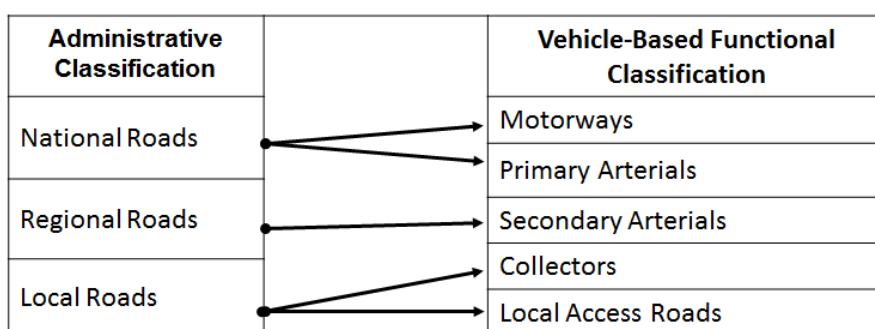 Administrative
Classification
Vehicle-Based Functional
Classification
National Roads
Motorways
Primary Arterials
Regional Roads
Secondary Arterials
Local Roads
Collectors
Local Access Roads